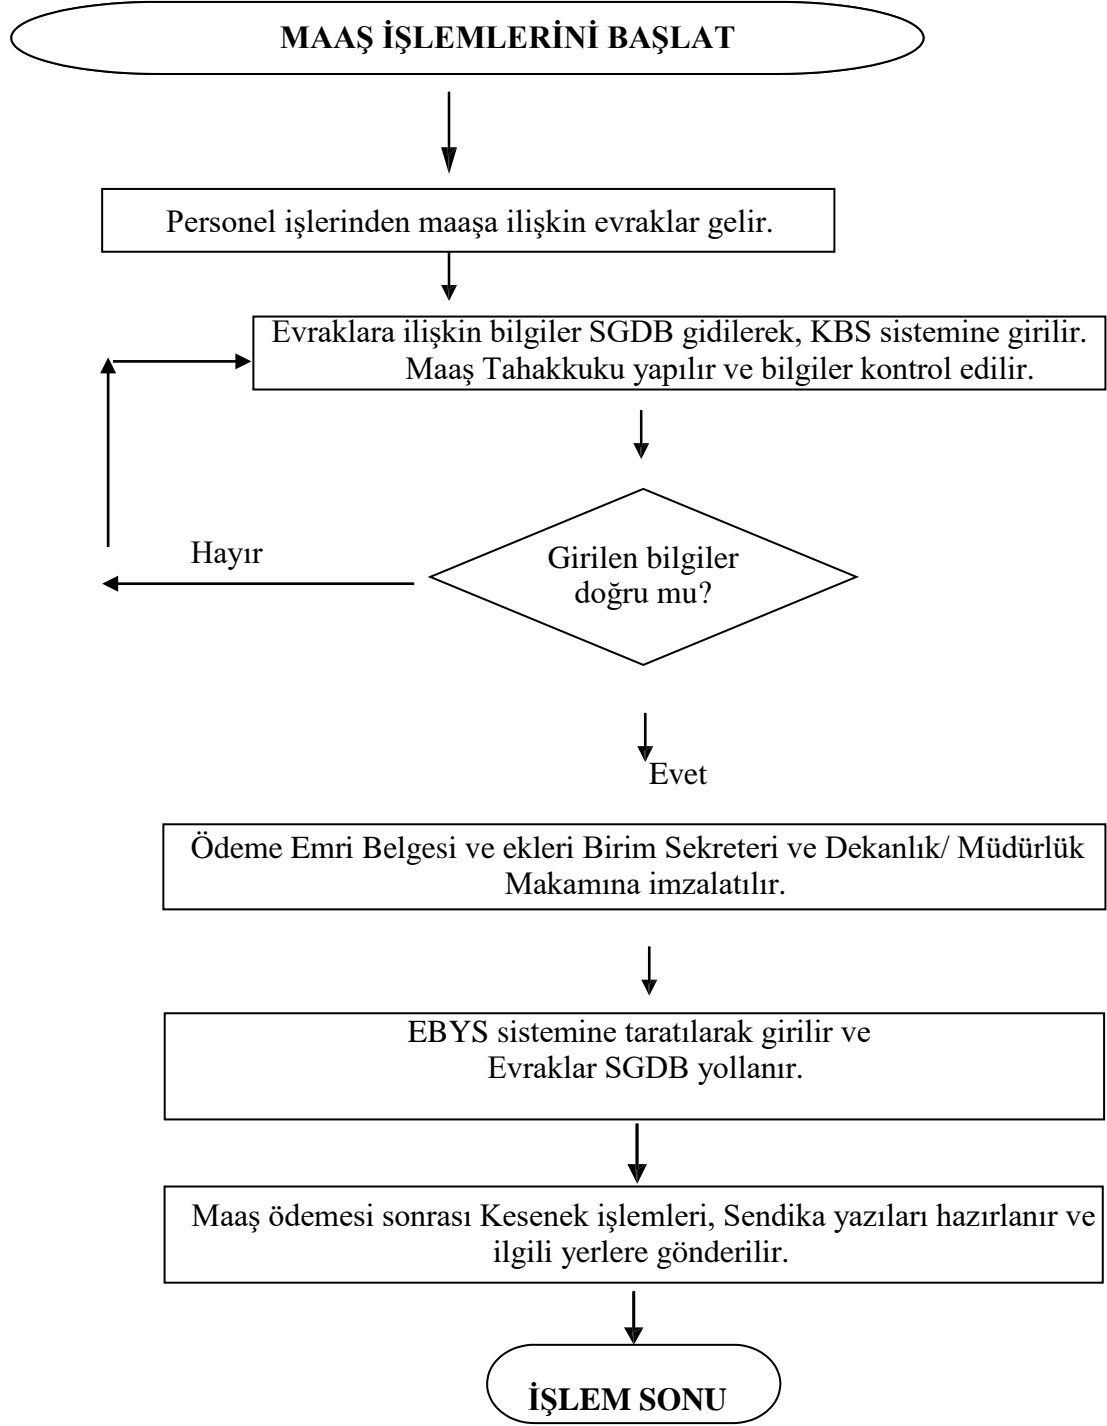 MAAŞ İŞLEMLERİNİ BAŞLAT
Personel işlerinden maaşa ilişkin evraklar gelir.
Evraklara ilişkin bilgiler SGDB gidilerek, KBS sistemine girilir.
Maaş Tahakkuku yapılır ve bilgiler kontrol edilir.
Girilen bilgiler
doğru mu?
Hayır
Evet
Ödeme Emri Belgesi ve ekleri Birim Sekreteri ve Dekanlık/ Müdürlük
Makamına imzalatılır.
EBYS sistemine taratılarak girilir ve
Evraklar SGDB yollanır.
Maaş ödemesi sonrası Kesenek işlemleri, Sendika yazıları hazırlanır ve
ilgili yerlere gönderilir.
İŞLEM SONU